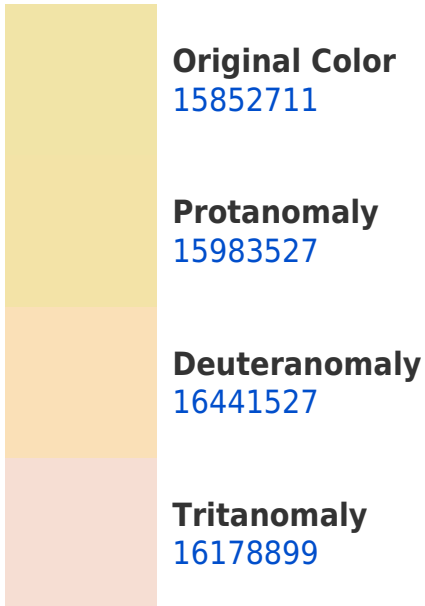 Original Color
15852711
Protanomaly
15983527
Deuteranomaly
16441527
Tritanomaly
16178899